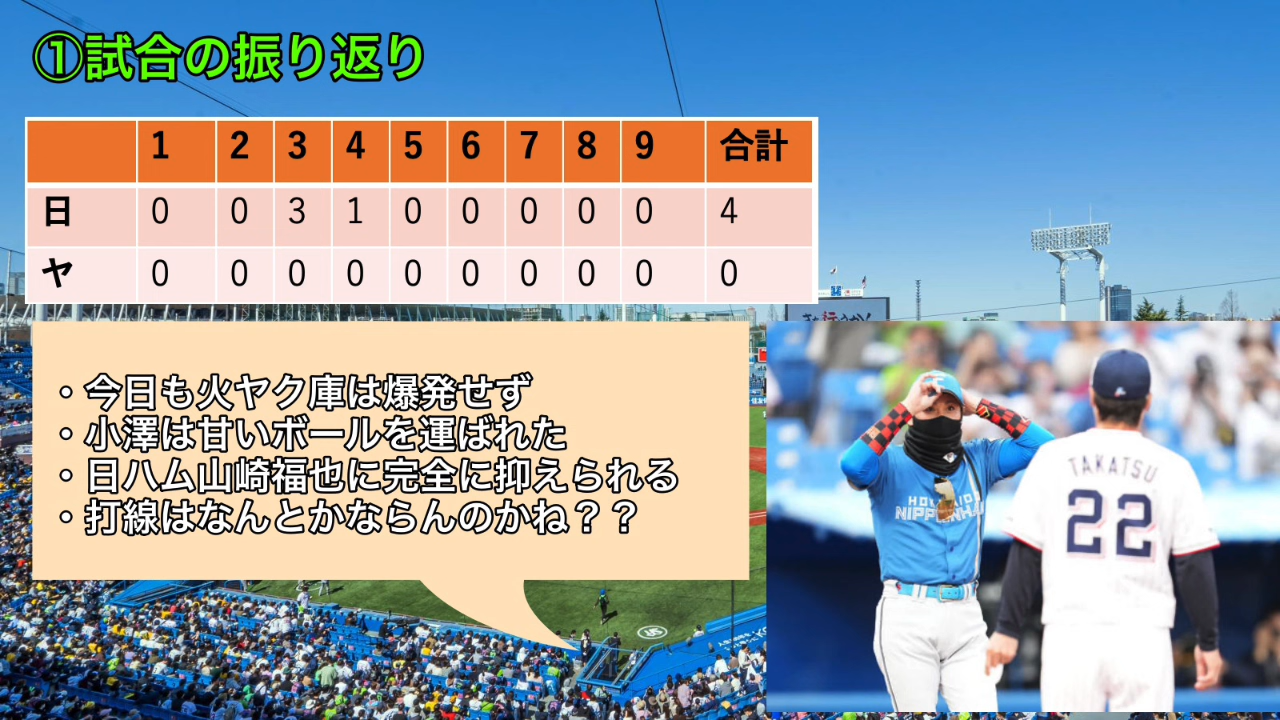 ①試合の振り返り
1 2 3 4 5 6 7 8 9 合計
日 0 0 3 1 0 0 0 0 0 4
ヤ 0 0 0 0 0 0 0 0 0 0
・今日も火ヤク庫は爆発せず
・小澤は甘いボールを運ばれた
・日ハム山崎福也に完全に抑えられる
・打線はなんとかならんのかね？？
TAKATSU
22